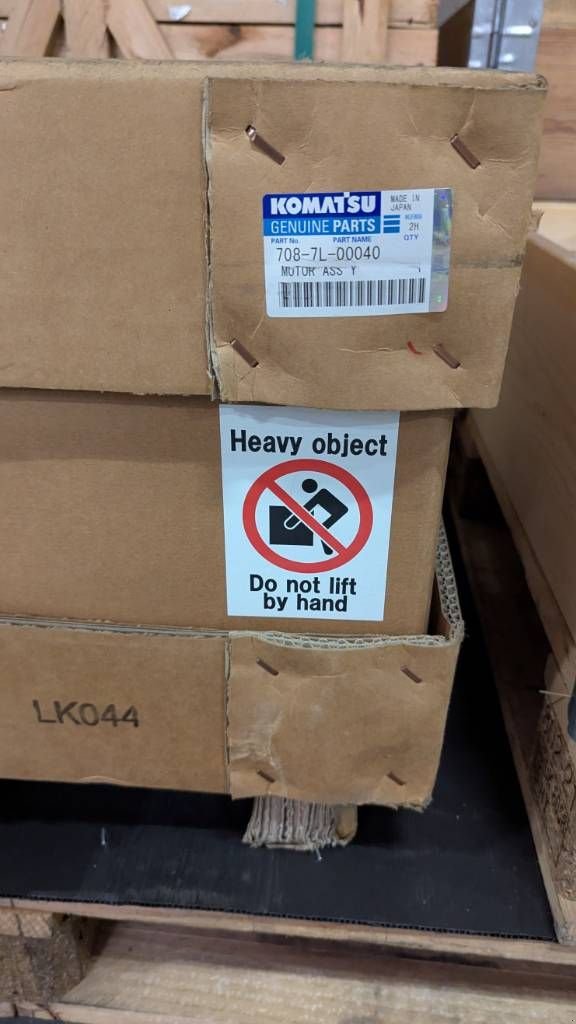 KOMATSU
MADE IN
JAPAN
GENUINE PARTS
2H
PART No. PART NAME QTY
708-7L-00040
MOTOR ASS'Y 1
Heavy object
Do not lift
by hand
LK044